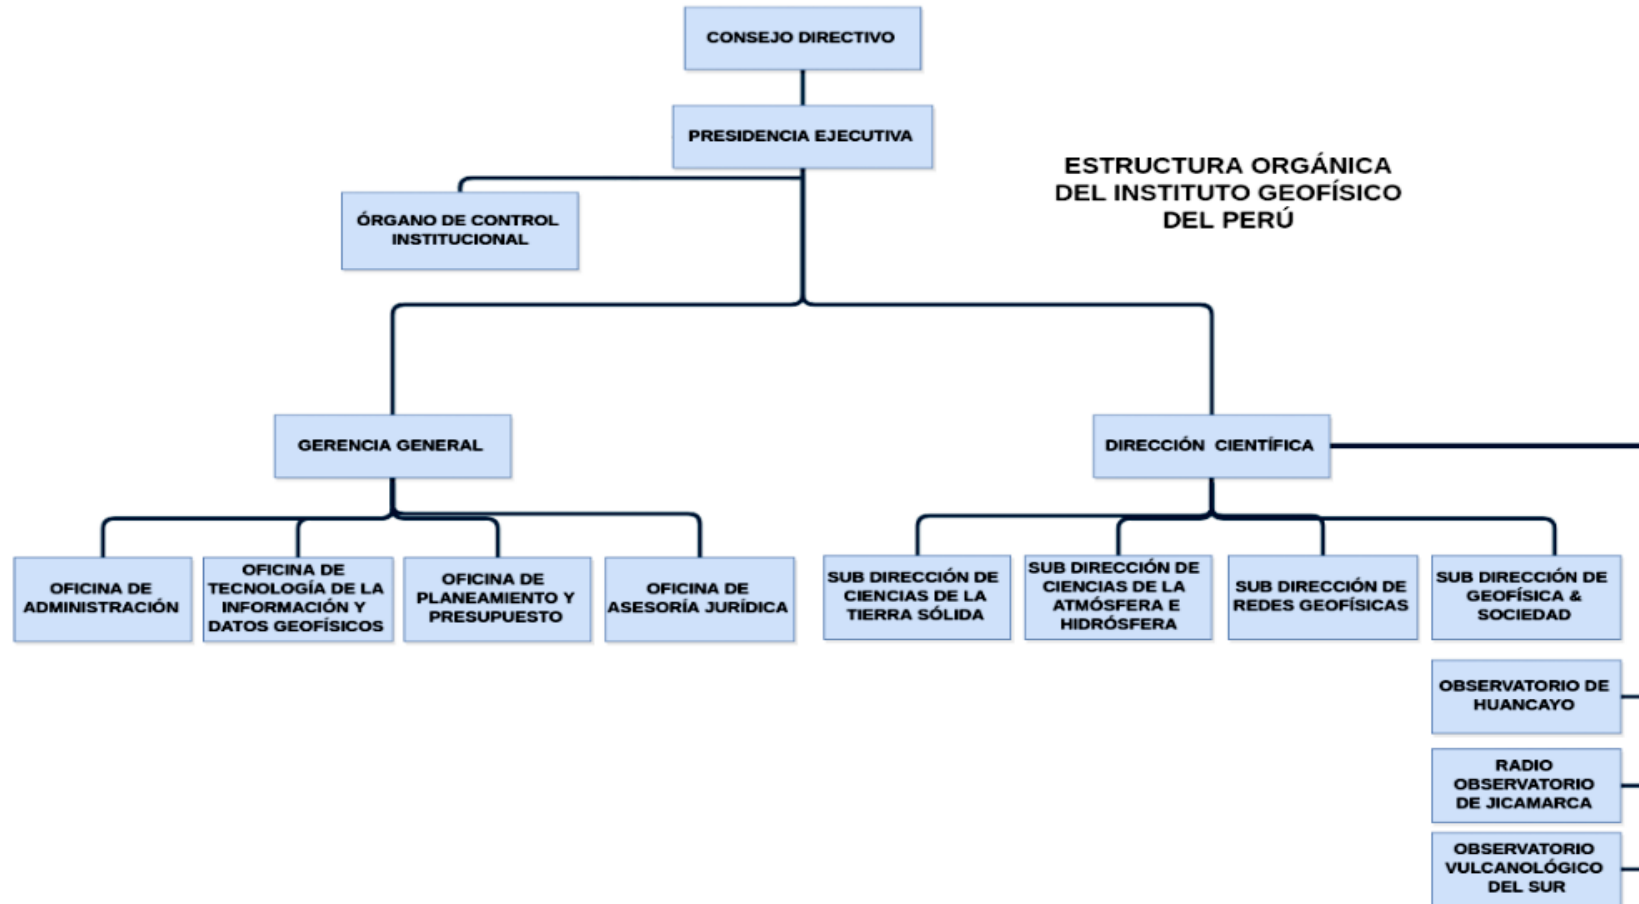 CONSEJO DIRECTIVO
PRESIDENCIA EJECUTIVA
ESTRUCTURA ORGÁNICA
DEL INSTITUTO GEOFÍSICO
DEL PERÚ
ÓRGANO DE CONTROL
INSTITUCIONAL
GERENCIA GENERAL
DIRECCIÓN CIENTÍFICA
OFICINA DE
ADMINISTRACIÓN
OFICINA DE
TECNOLOGÍA DE LA
INFORMACIÓN Y
DATOS GEOFÍSICOS
OFICINA DE
PLANEAMIENTO Y
PRESUPUESTO
OFICINA DE
ASESORÍA JURÍDICA
SUB DIRECCIÓN DE
CIENCIAS DE LA
TIERRA SÓLIDA
SUB DIRECCIÓN DE
CIENCIAS DE LA
ATMÓSFERA E
HIDRÓSFERA
SUB DIRECCIÓN DE
REDES GEOFÍSICAS
SUB DIRECCIÓN DE
GEOFÍSICA &
SOCIEDAD
OBSERVATORIO DE
HUANCAYO
RADIO
OBSERVATORIO
DE JICAMARCA
OBSERVATORIO
VULCANOLÓGICO
DEL SUR